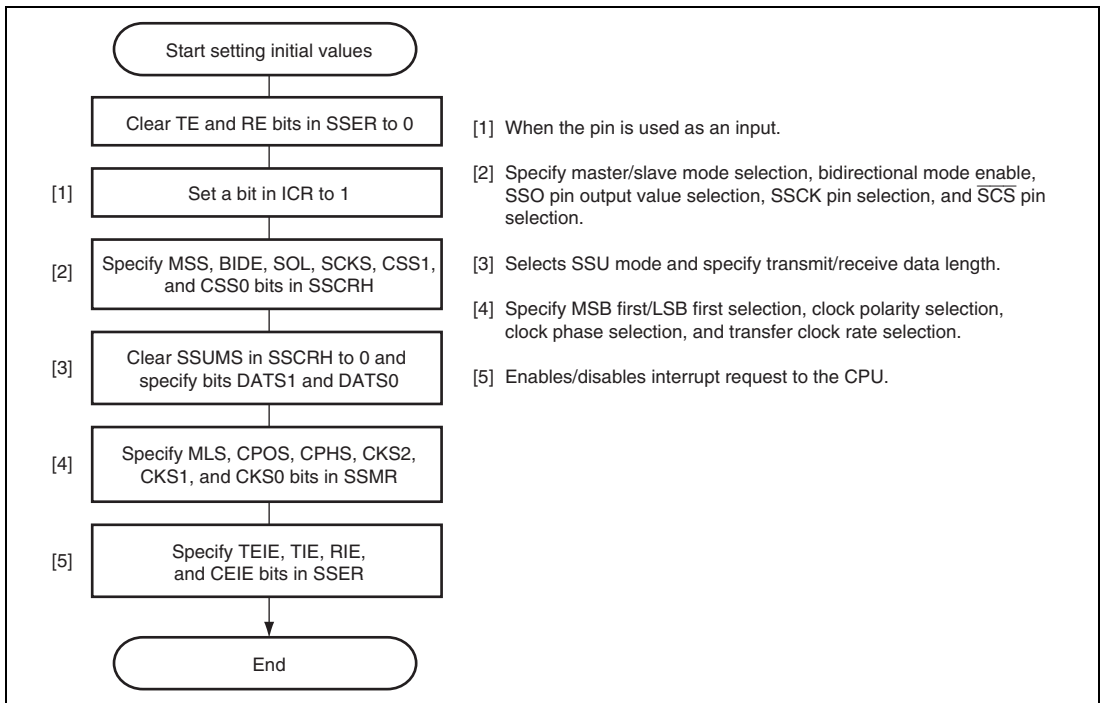 Start setting initial values
Clear TE and RE bits in SSER to 0
[1]
Set a bit in ICR to 1
[2]
Specify MSS, BIDE, SOL, SCKS, CSS1,
and CSS0 bits in SSCRH
[3]
Clear SSUMS in SSCRH to 0 and
specify bits DATS1 and DATS0
[4]
Specify MLS, CPOS, CPHS, CKS2,
CKS1, and CKS0 bits in SSMR
[5]
Specify TEIE, TIE, RIE,
and CEIE bits in SSER
End
[1] When the pin is used as an input.
[2] Specify master/slave mode selection, bidirectional mode enable,
SSO pin output value selection, SSCK pin selection, and SCS pin
selection.
[3] Selects SSU mode and specify transmit/receive data length.
[4] Specify MSB first/LSB first selection, clock polarity selection,
clock phase selection, and transfer clock rate selection.
[5] Enables/disables interrupt request to the CPU.